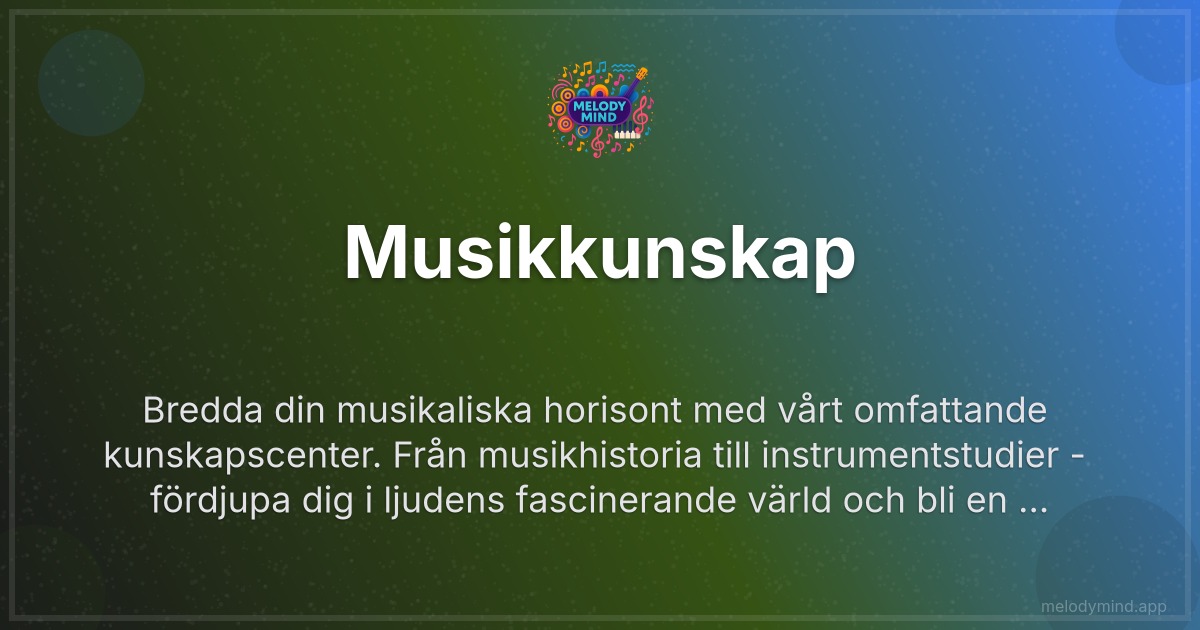 MELODY
MIND
Musikkunskap
Bredda din musikaliska horisont med vårt omfattande
kunskapscenter. Från musikhistoria till instrumentstudier -
fördjupa dig i ljudens fascinerande värld och bli en ...
melodymind.app